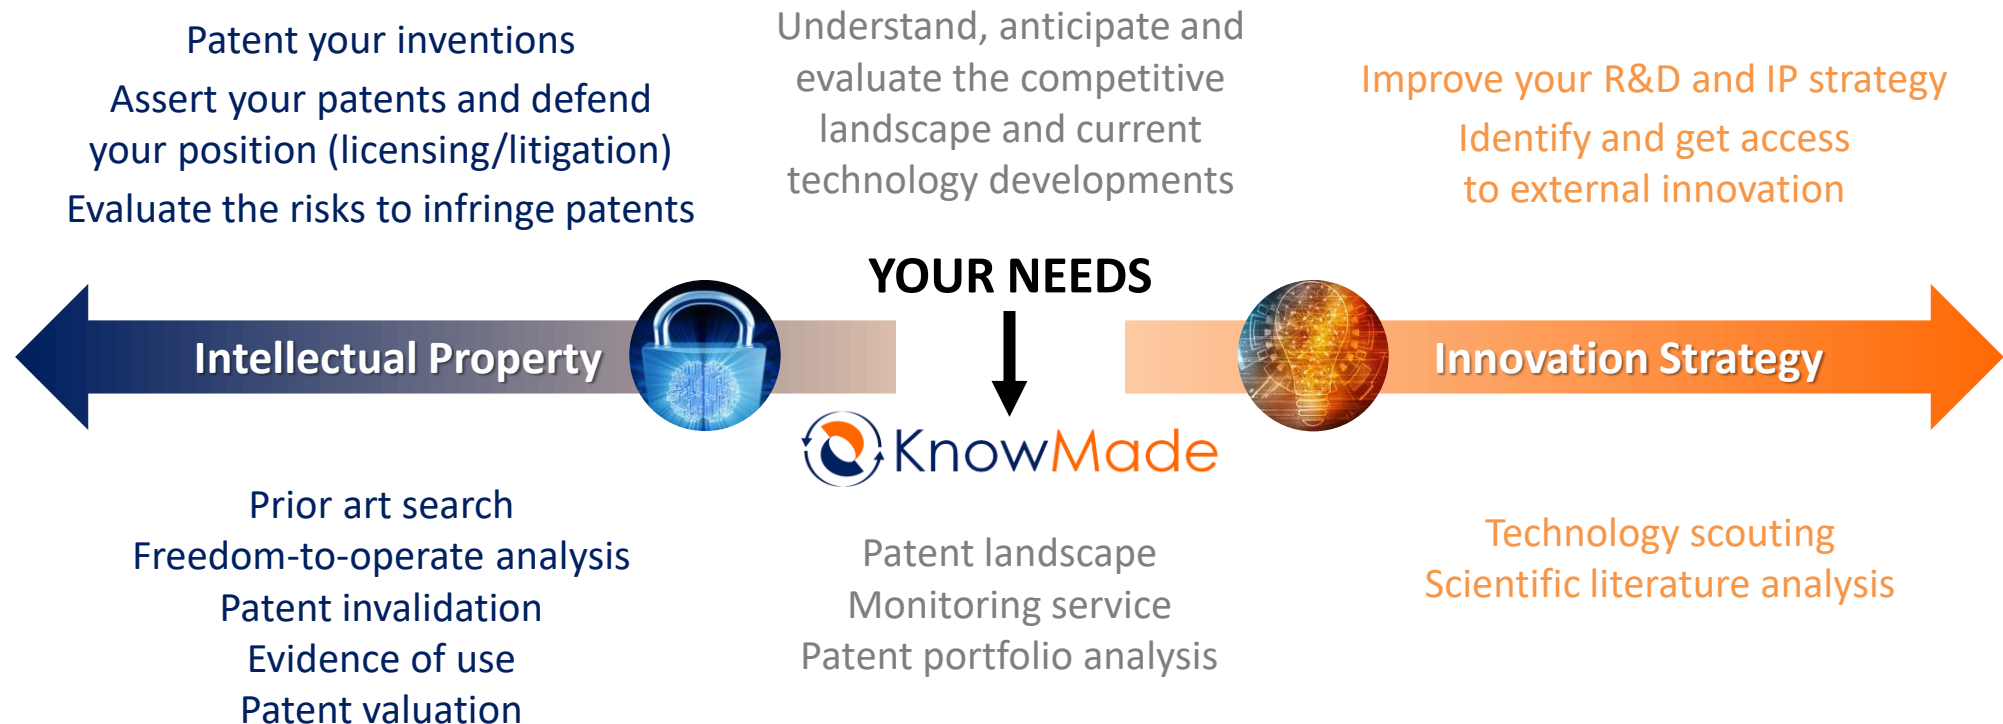 Patent your inventions
Assert your patents and defend
your position (licensing/litigation)
Evaluate the risks to infringe patents
Understand, anticipate and
evaluate the competitive
landscape and current
technology developments
Improve your R&D and IP strategy
Identify and get access
to external innovation
YOUR NEEDS
Intellectual Property
Innovation Strategy
KnowMade
Prior art search
Freedom-to-operate analysis
Patent invalidation
Evidence of use
Patent valuation
Patent landscape
Monitoring service
Patent portfolio analysis
Technology scouting
Scientific literature analysis